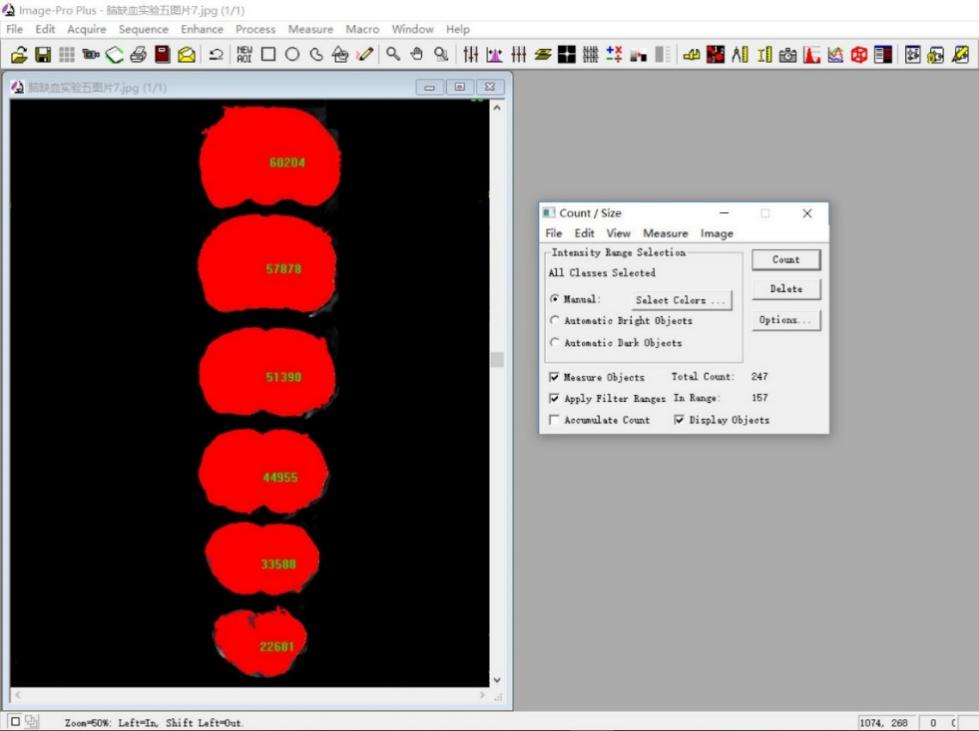 Image-Pro Plus - 脑缺血实验五图片7.jpg (1/1)
File Edit Acquire Sequence Enhance Process Measure Macro Window Help
NEW
AOI
脑缺血实验五图片7.jpg (1/1)
60204
57878
51390
44955
33588
22681
Count / Size
File Edit View Measure Image
Intensity Range Selection
All Classes Selected
Manual: Select Colors ...
Automatic Bright Objects
Automatic Dark Objects
Count
Delete
Options...
Measure Objects Total Count: 247
Apply Filter Ranges In Range: 157
Accumulate Count Display Objects
Zoom=50%: Left=In, Shift Left=Out.
1074, 268 0